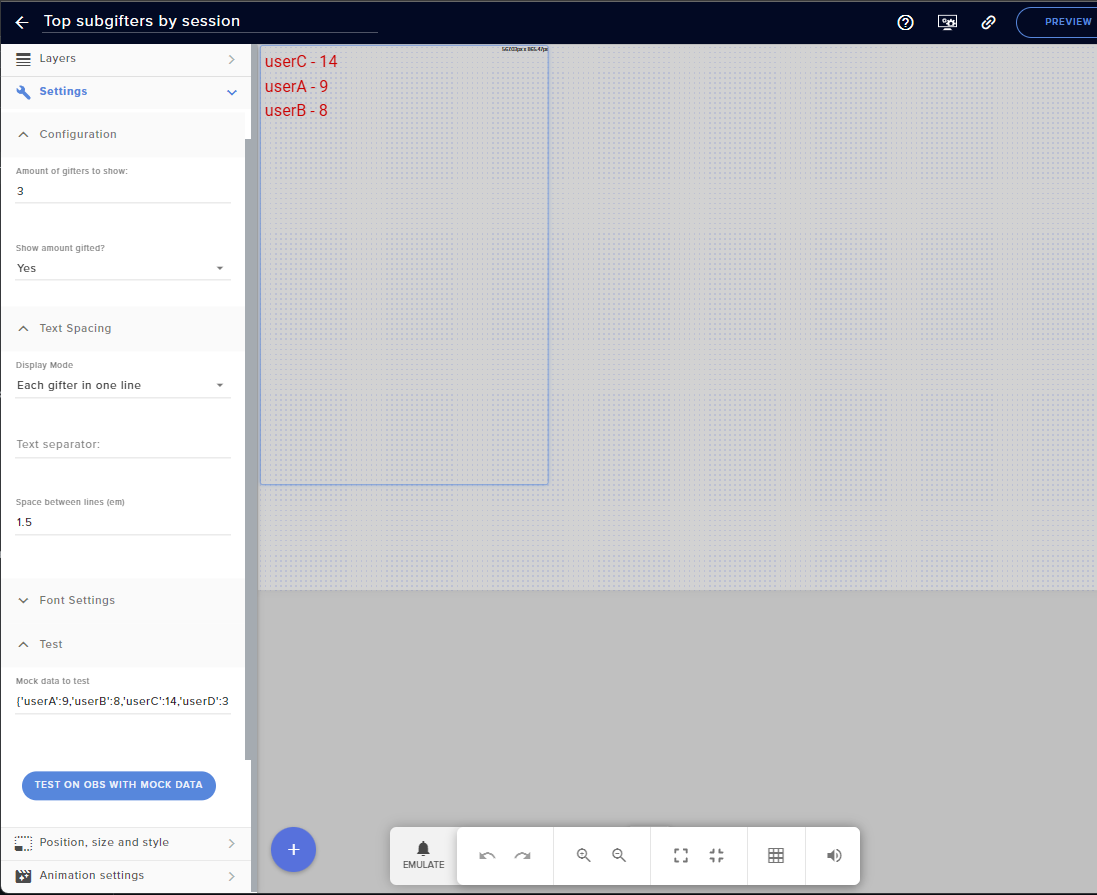 Top subgifters by session
PREVIEW
Layers
Settings
Configuration
Amount of gifters to show:
3
Show amount gifted?
Yes
Text Spacing
Display Mode
Each gifter in one line
Text separator:
Space between lines (em)
1.5
Font Settings
Test
Mock data to test
{'userA':9,'userB':8,'userC':14,'userD':3
TEST ON OBS WITH MOCK DATA
Position, size and style
Animation settings
userC - 14
userA - 9
userB - 8
+
EMULATE